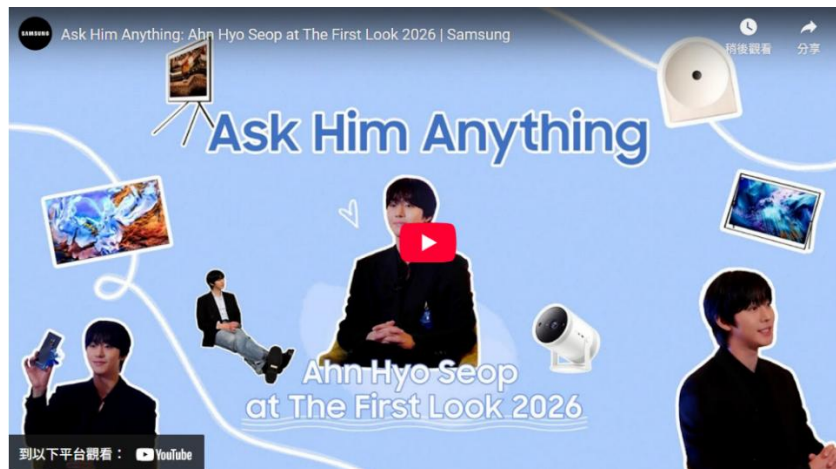 SAMSUNG
Ask Him Anything: Ahn Hyo Seop at The First Look 2026 | Samsung
稍後觀看
分享
Ask Him Anything
Ahn Hyo Seop
at The First Look 2026
到以下平台觀看：
YouTube